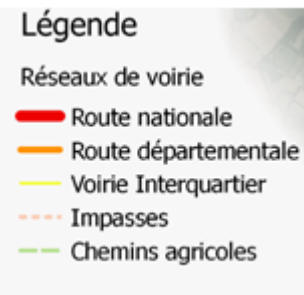 Légende
Réseaux de voirie
Route nationale
Route départementale
Voirie Interquartier
Impasses
Chemins agricoles